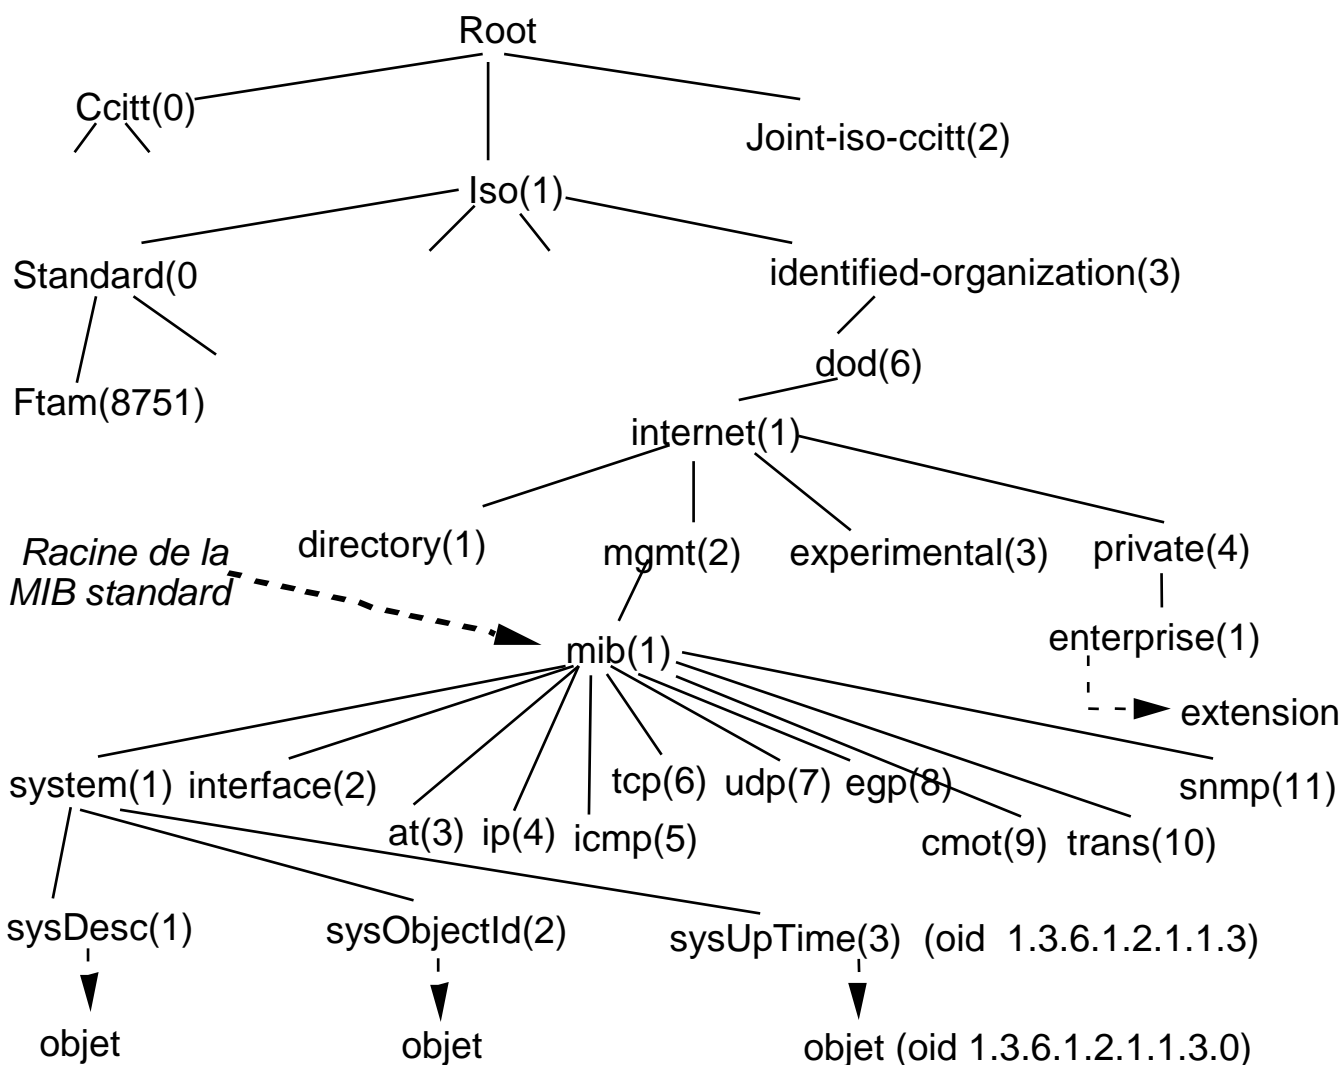 Root
Ccitt(0)
Joint-iso-ccitt(2)
Iso(1)
Standard(0
identified-organization(3)
dod(6)
Ftam(8751)
internet(1)
Racine de la
MIB standard
directory(1)
mgmt(2)
experimental(3)
private(4)
enterprise(1)
mib(1)
extension
system(1)
interface(2)
tcp(6)
udp(7)
egp(8)
snmp(11)
at(3)
ip(4)
icmp(5)
cmot(9)
trans(10)
sysDesc(1)
sysObjectId(2)
sysUpTime(3) (oid 1.3.6.1.2.1.1.3)
objet
objet
objet (oid 1.3.6.1.2.1.1.3.0)